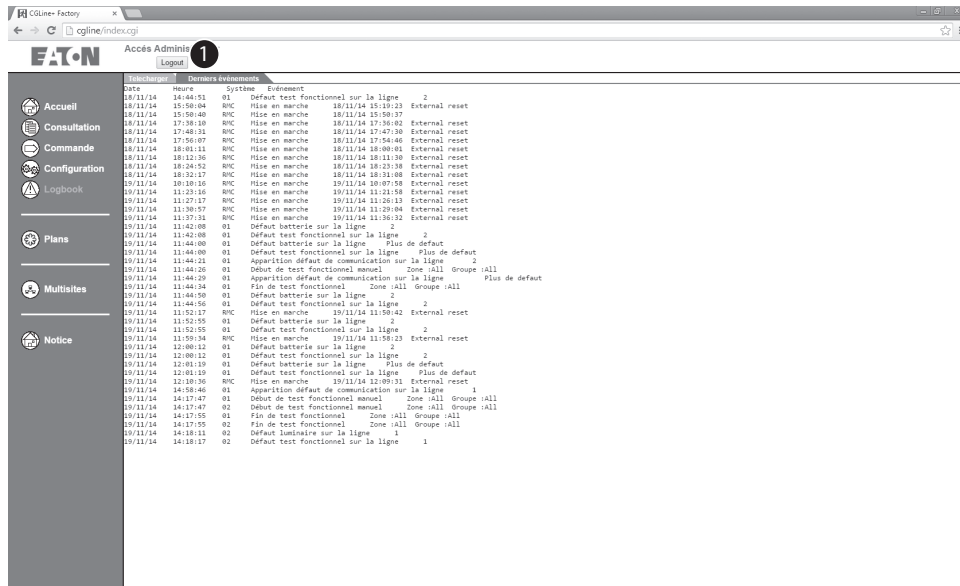 CGLine+ Factory
cgline/index.cgi
EATON
Accés Adminis
1
Logout
Telecharger Derniers évènements
Date Heure Système Evénement
18/11/14 14:44:51 01 Défaut test fonctionnel sur la ligne 2
18/11/14 15:50:04 RMC Mise en marche 18/11/14 15:19:23 External reset
18/11/14 15:50:40 RMC Mise en marche 18/11/14 15:50:37
18/11/14 17:38:10 RMC Mise en marche 18/11/14 17:36:02 External reset
18/11/14 17:48:31 RMC Mise en marche 18/11/14 17:47:30 External reset
18/11/14 17:56:07 RMC Mise en marche 18/11/14 17:54:46 External reset
18/11/14 18:01:11 RMC Mise en marche 18/11/14 18:00:01 External reset
18/11/14 18:12:36 RMC Mise en marche 18/11/14 18:11:30 External reset
18/11/14 18:24:52 RMC Mise en marche 18/11/14 18:23:38 External reset
18/11/14 18:32:17 RMC Mise en marche 18/11/14 18:31:08 External reset
19/11/14 10:10:16 RMC Mise en marche 19/11/14 10:07:58 External reset
19/11/14 11:23:16 RMC Mise en marche 19/11/14 11:21:58 External reset
19/11/14 11:27:17 RMC Mise en marche 19/11/14 11:26:13 External reset
19/11/14 11:30:57 RMC Mise en marche 19/11/14 11:29:04 External reset
19/11/14 11:37:31 RMC Mise en marche 19/11/14 11:36:32 External reset
19/11/14 11:42:08 01 Défaut batterie sur la ligne 2
19/11/14 11:42:08 01 Défaut test fonctionnel sur la ligne 2
19/11/14 11:44:00 01 Défaut batterie sur la ligne Plus de defaut
19/11/14 11:44:00 01 Défaut test fonctionnel sur la ligne Plus de defaut
19/11/14 11:44:21 01 Apparition défaut de communication sur la ligne 2
19/11/14 11:44:26 01 Début de test fonctionnel manuel Zone :All Groupe :All
19/11/14 11:44:29 01 Apparition défaut de communication sur la ligne Plus de defaut
19/11/14 11:44:34 01 Fin de test fonctionnel Zone :All Groupe :All
19/11/14 11:44:50 01 Défaut batterie sur la ligne 2
19/11/14 11:44:56 01 Défaut test fonctionnel sur la ligne 2
19/11/14 11:52:17 RMC Mise en marche 19/11/14 11:50:42 External reset
19/11/14 11:52:55 01 Défaut batterie sur la ligne 2
19/11/14 11:52:55 01 Défaut test fonctionnel sur la ligne 2
19/11/14 11:59:34 RMC Mise en marche 19/11/14 11:58:23 External reset
19/11/14 12:00:12 01 Défaut batterie sur la ligne 2
19/11/14 12:00:12 01 Défaut test fonctionnel sur la ligne 2
19/11/14 12:01:19 01 Défaut batterie sur la ligne Plus de defaut
19/11/14 12:01:19 01 Défaut test fonctionnel sur la ligne Plus de defaut
19/11/14 12:10:36 RMC Mise en marche 19/11/14 12:09:31 External reset
19/11/14 14:58:46 01 Apparition défaut de communication sur la ligne 1
19/11/14 14:17:47 01 Début de test fonctionnel manuel Zone :All Groupe :All
19/11/14 14:17:47 02 Début de test fonctionnel manuel Zone :All Groupe :All
19/11/14 14:17:55 01 Fin de test fonctionnel Zone :All Groupe :All
19/11/14 14:17:55 02 Fin de test fonctionnel Zone :All Groupe :All
19/11/14 14:18:11 02 Défaut luminaire sur la ligne 1
19/11/14 14:18:17 02 Défaut test fonctionnel sur la ligne 1
Accueil
Consultation
Commande
Configuration
Logbook
Plans
Multisites
Notice